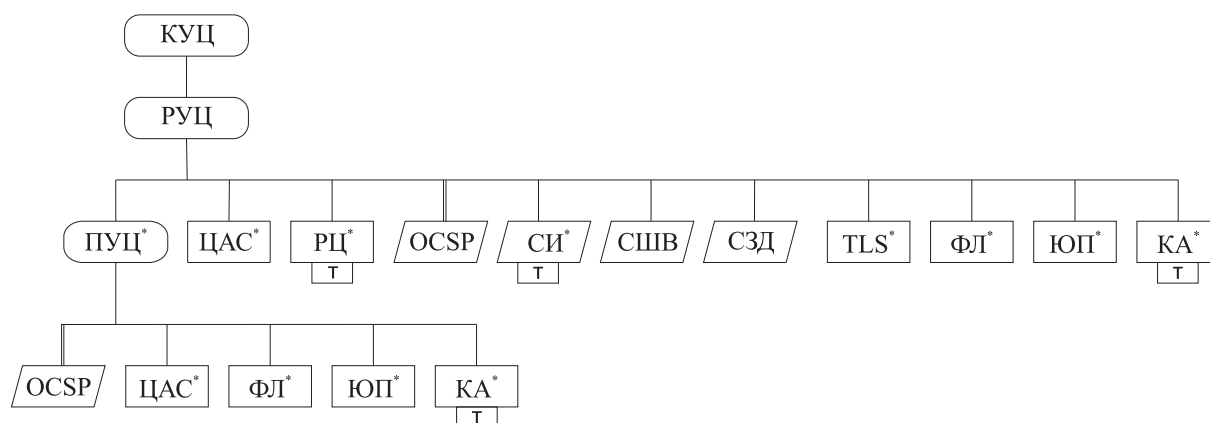 КУЦ
РУЦ
ПУЦ* ЦАС* РЦ* OCSP СИ* СШВ СЗД TLS* ФЛ* ЮП* КА*
Т Т Т
OCSP ЦАС* ФЛ* ЮП* КА*
Т